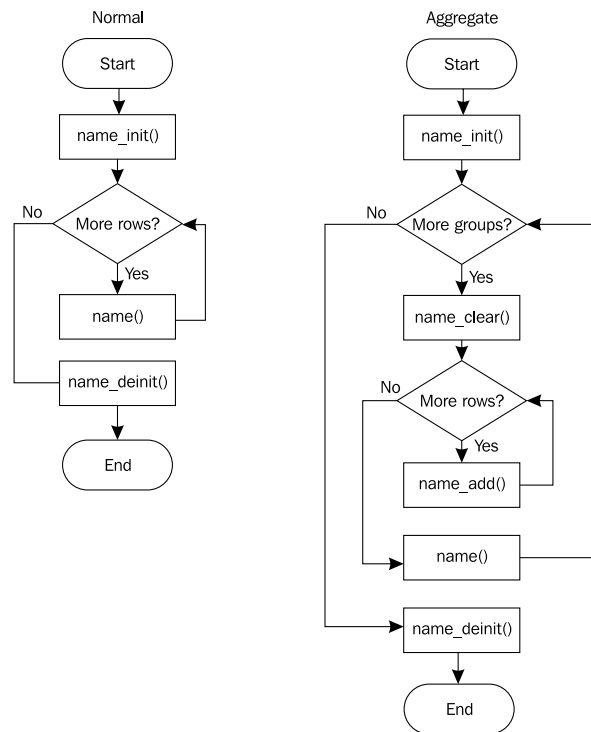 Normal
Start
name_init()
More rows?
No
Yes
name()
name_deinit()
End
Aggregate
Start
name_init()
More groups?
No
Yes
name_clear()
More rows?
No
Yes
name_add()
name()
name_deinit()
End